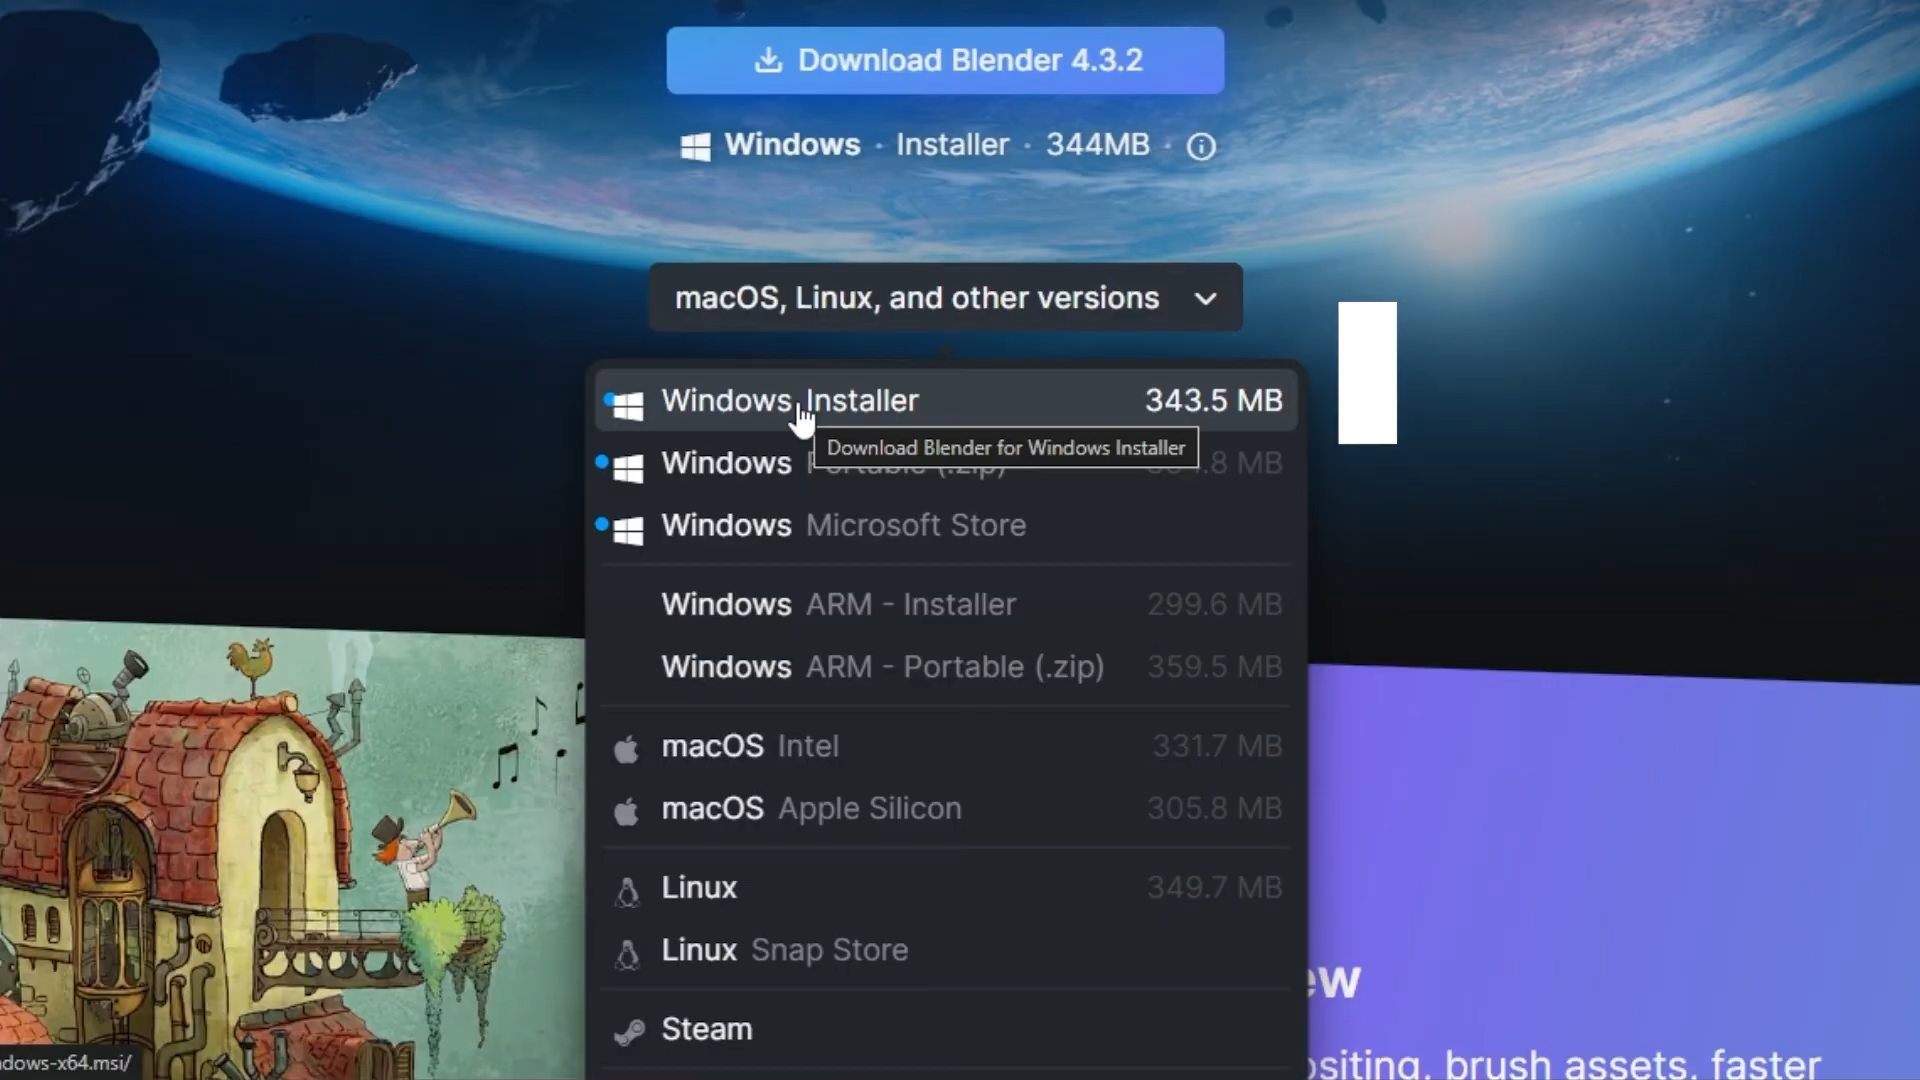 Download Blender 4.3.2
Windows · Installer · 344MB ·
macOS, Linux, and other versions
Windows Installer 343.5 MB
Download Blender for Windows Installer
Windows Portable (.zip) .8 MB
Windows Microsoft Store
Windows ARM - Installer 299.6 MB
Windows ARM - Portable (.zip) 359.5 MB
macOS Intel 331.7 MB
macOS Apple Silicon 305.8 MB
Linux 349.7 MB
Linux Snap Store
ew
Steam
dows-x64.msi/
ositing, brush assets, faster